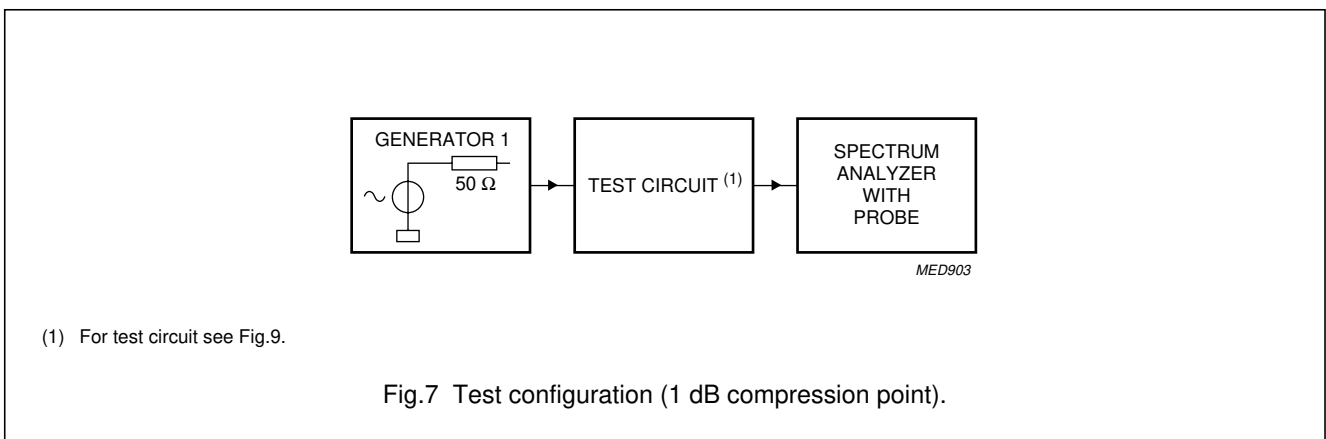 GENERATOR 1
50 Ω
TEST CIRCUIT (1)
SPECTRUM
ANALYZER
WITH
PROBE
MED903
(1) For test circuit see Fig.9.
Fig.7 Test configuration (1 dB compression point).